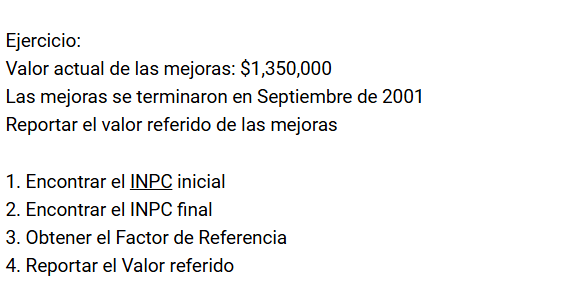 Ejercicio:
Valor actual de las mejoras: $1,350,000
Las mejoras se terminaron en Septiembre de 2001
Reportar el valor referido de las mejoras
1. Encontrar el INPC inicial
2. Encontrar el INPC final
3. Obtener el Factor de Referencia
4. Reportar el Valor referido